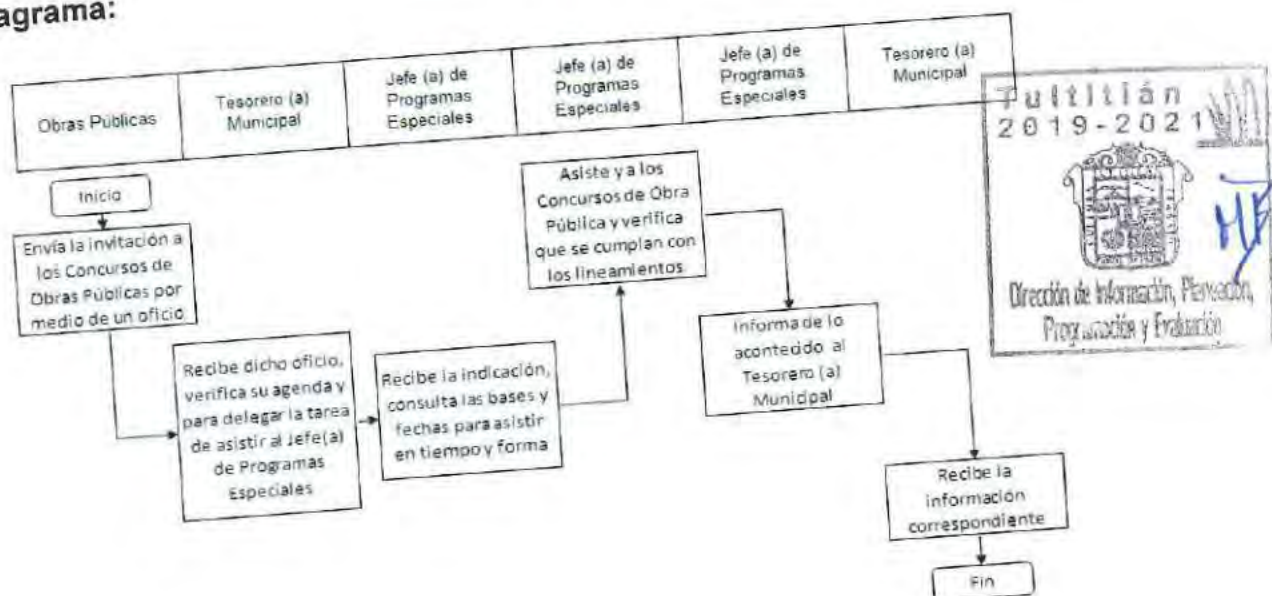 agrama:
Obras Públicas
Tesorero (a)
Municipal
Jefe (a) de
Programas
Especiales
Jefe (a) de
Programas
Especiales
Jefe (a) de
Programas
Especiales
Tesorero (a)
Municipal
Inicio
Envía la invitación a
los Concursos de
Obras Públicas por
medio de un oficio
Recibe dicho oficio,
verifica su agenda y
para delegar la tarea
de asistir al Jefe(a)
de Programas
Especiales
Recibe la indicación,
consulta las bases y
fechas para asistir
en tiempo y forma
Asiste y a los
Concursos de Obra
Pública y verifica
que se cumplan con
los lineamientos
Informa de lo
acontecido al
Tesorero (a)
Municipal
Recibe la
información
correspondiente
Fin
Tultitlán
2019-2021
Dirección de Información, Planeación,
Programación y Evaluación